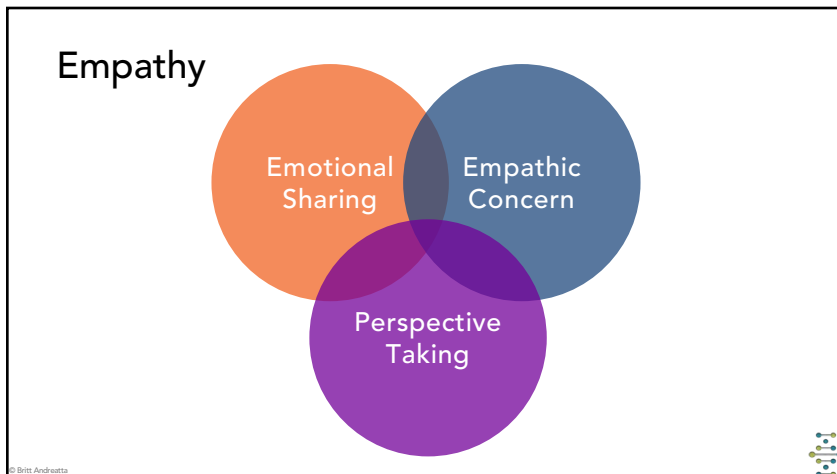 Empathy
Emotional
Sharing
Empathic
Concern
Perspective
Taking
© Britt Andreatta